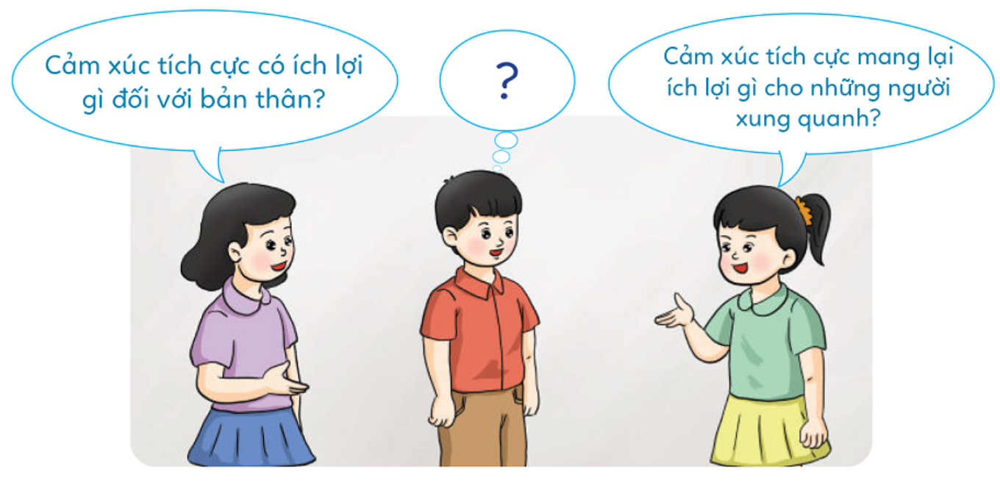 Cảm xúc tích cực có ích lợi
gì đối với bản thân?
?
Cảm xúc tích cực mang lại
ích lợi gì cho những người
xung quanh?